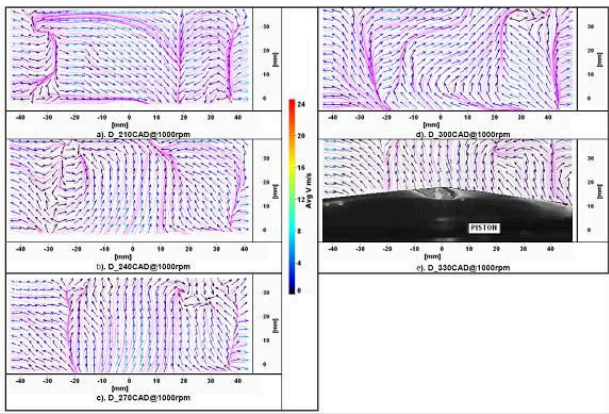 30
20
10
0
[mm]
-40 -30 -20 -10 0 10 20 30 40
[mm]
a). D_210CAD@1000rpm
30
20
10
0
[mm]
-40 -30 -20 -10 0 10 20 30 40
[mm]
b). D_240CAD@1000rpm
30
20
10
0
[mm]
-40 -30 -20 -10 0 10 20 30 40
[mm]
c). D_270CAD@1000rpm
24
20
16
12
8
4
0
Avg V m/s
30
20
10
0
[mm]
-40 -30 -20 -10 0 10 20 30 40
[mm]
d). D_300CAD@1000rpm
30
20
10
0
[mm]
PISTON
-40 -30 -20 -10 0 10 20 30 40
[mm]
e). D_330CAD@1000rpm